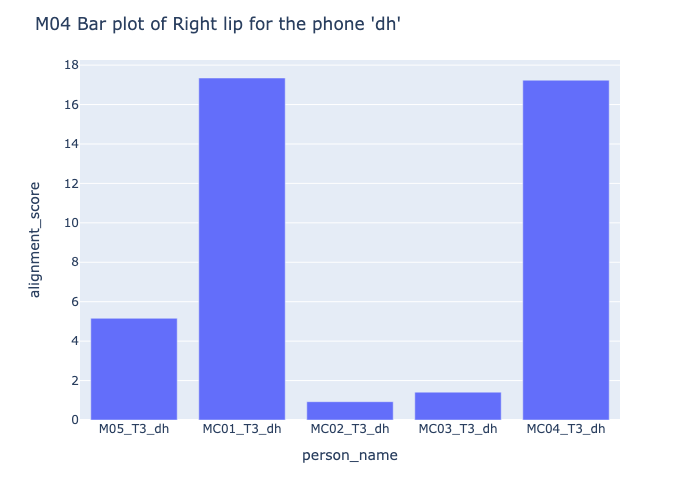 M04 Bar plot of Right lip for the phone 'dh'
18
16
14
12
10
8
6
4
2
0
alignment_score
M05_T3_dh MC01_T3_dh MC02_T3_dh MC03_T3_dh MC04_T3_dh
person_name